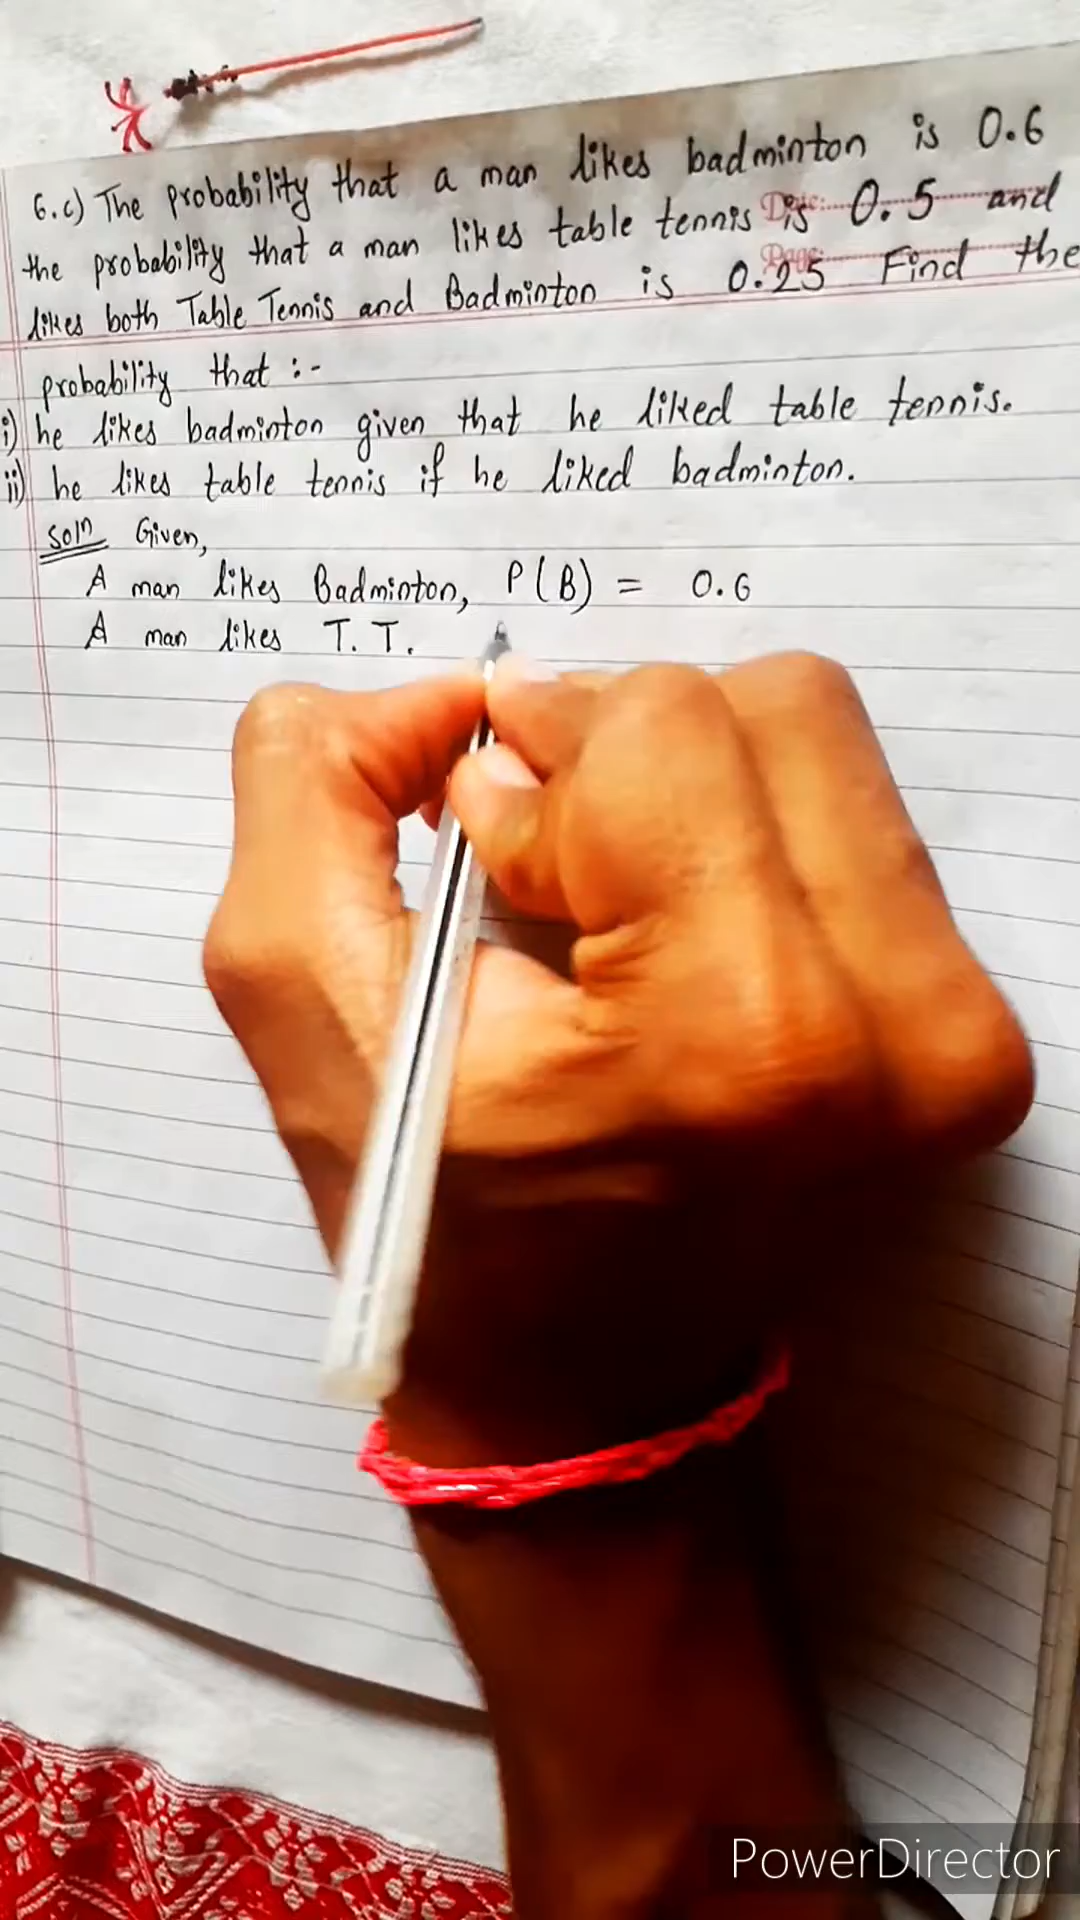 6.c) The probability that a man likes badminton is 0.6
the probability that a man likes table tennis is 0.5 and
likes both Table Tennis and Badminton is 0.25 Find the
probability that :-
i) he likes badminton given that he liked table tennis.
ii) he likes table tennis if he liked badminton.
Soln Given,
A man likes Badminton, P(B) = 0.6
A man likes T. T.
Date:
Page:
PowerDirector